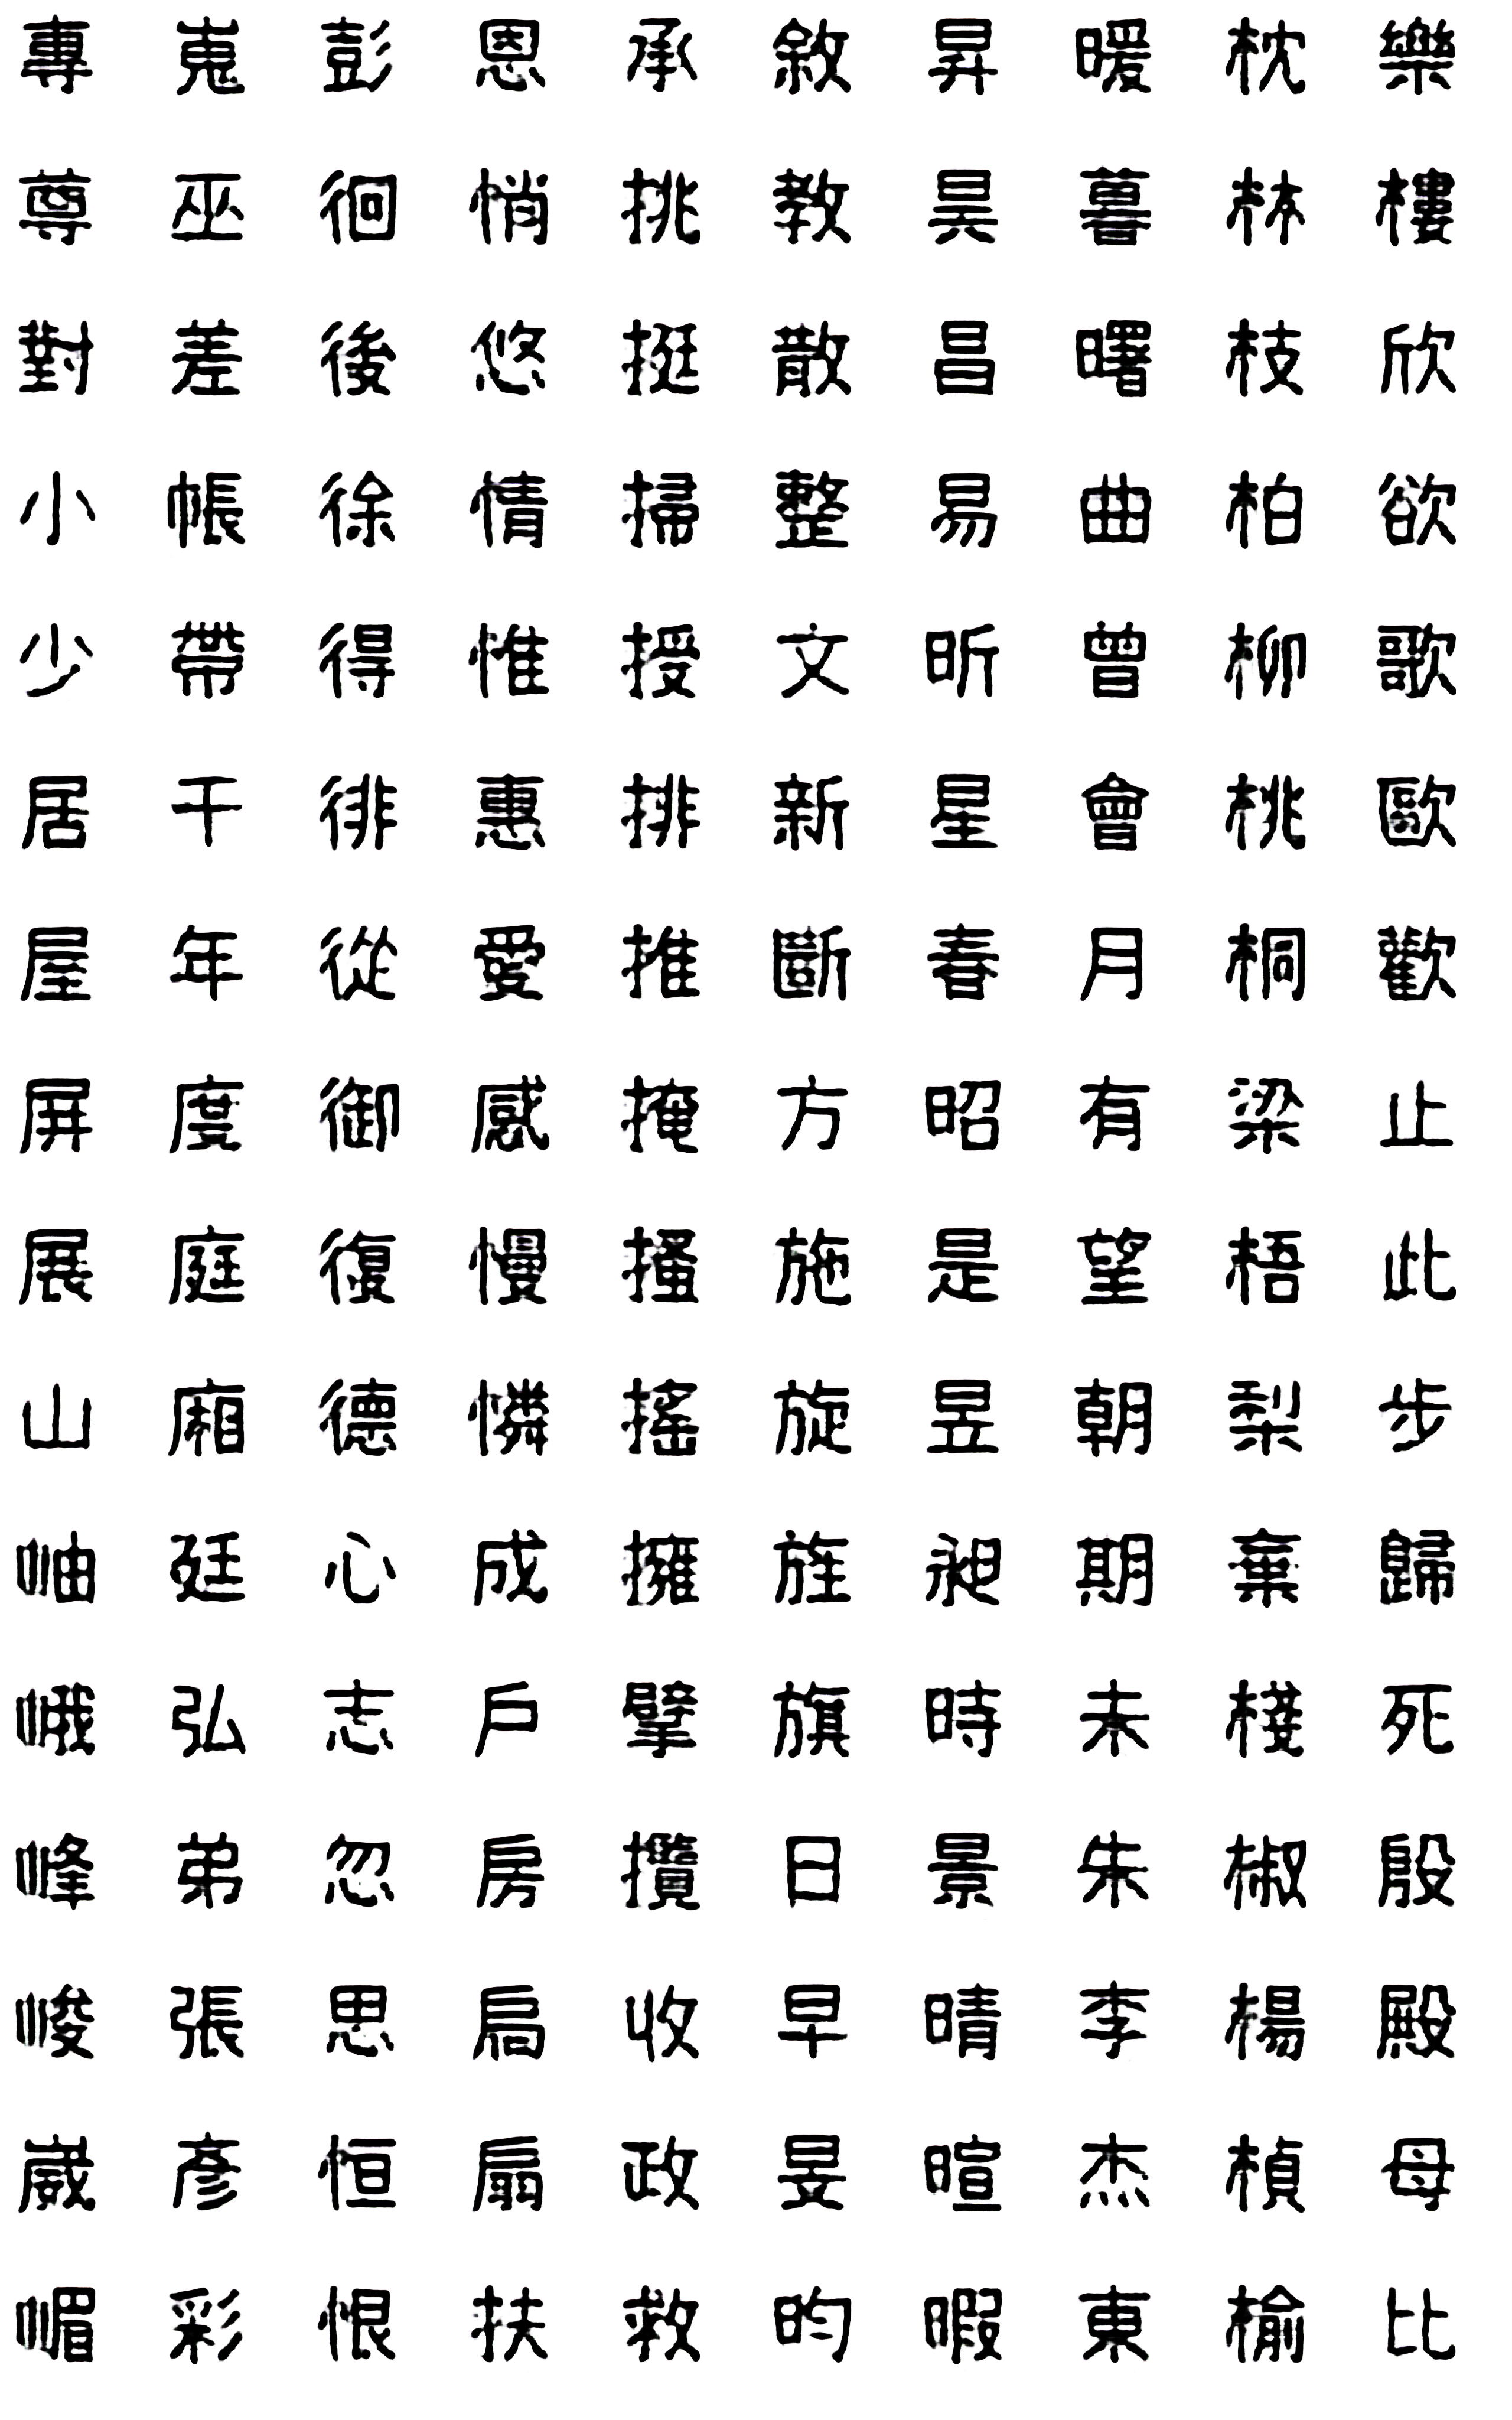 專尊對小少居屋屏展山岫峨峰峻崴嵋
嵬巫差帳帶干年度庭廂廷弘弟張彥彩
彭徊後徐得徘從御復德心志忽思恒恨
恩悄悠情惟惠愛感慢憐成戶房扃扇扶
承挑挺掃授排推掩搔搖擁擘攢收政救
敘教散整文新斷方施旋旌旗日早旻昀
昇昊昌易昕星春昭是昱昶時景晴暄暇
暖暮曙曲曾會月有望朝期未朱李杰東
枕林枝柏柳桃桐梁梧梨棄棧椒楊楨榆
樂樓欣欲歌歐歡止此步歸死殷殿母比